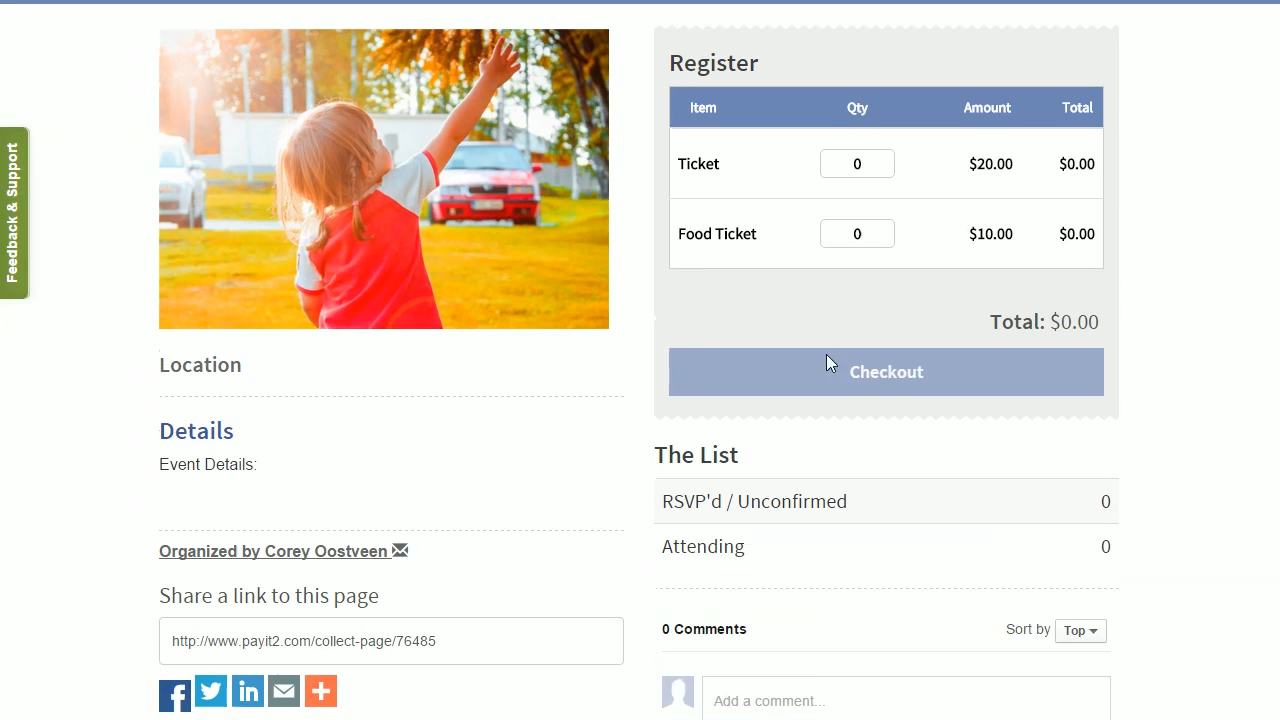 Feedback & Support
Register
Item Qty Amount Total
Ticket 0 $20.00 $0.00
Food Ticket 0 $10.00 $0.00
Total: $0.00
Checkout
Location
Details
Event Details:
Organized by Corey Oostveen
Share a link to this page
http://www.payit2.com/collect-page/76485
The List
RSVP'd / Unconfirmed 0
Attending 0
0 Comments Sort by Top
Add a comment...